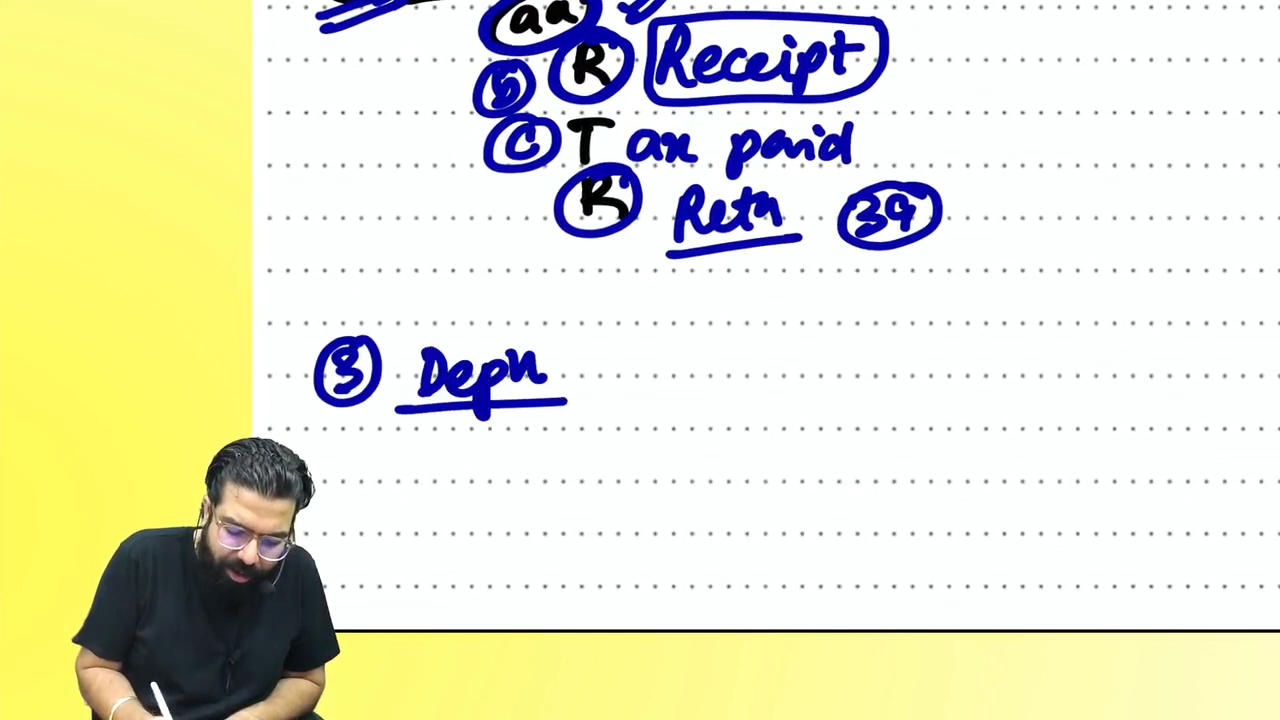 aa
b R Receipt
C Tax paid
R Retn 39
3 Depn